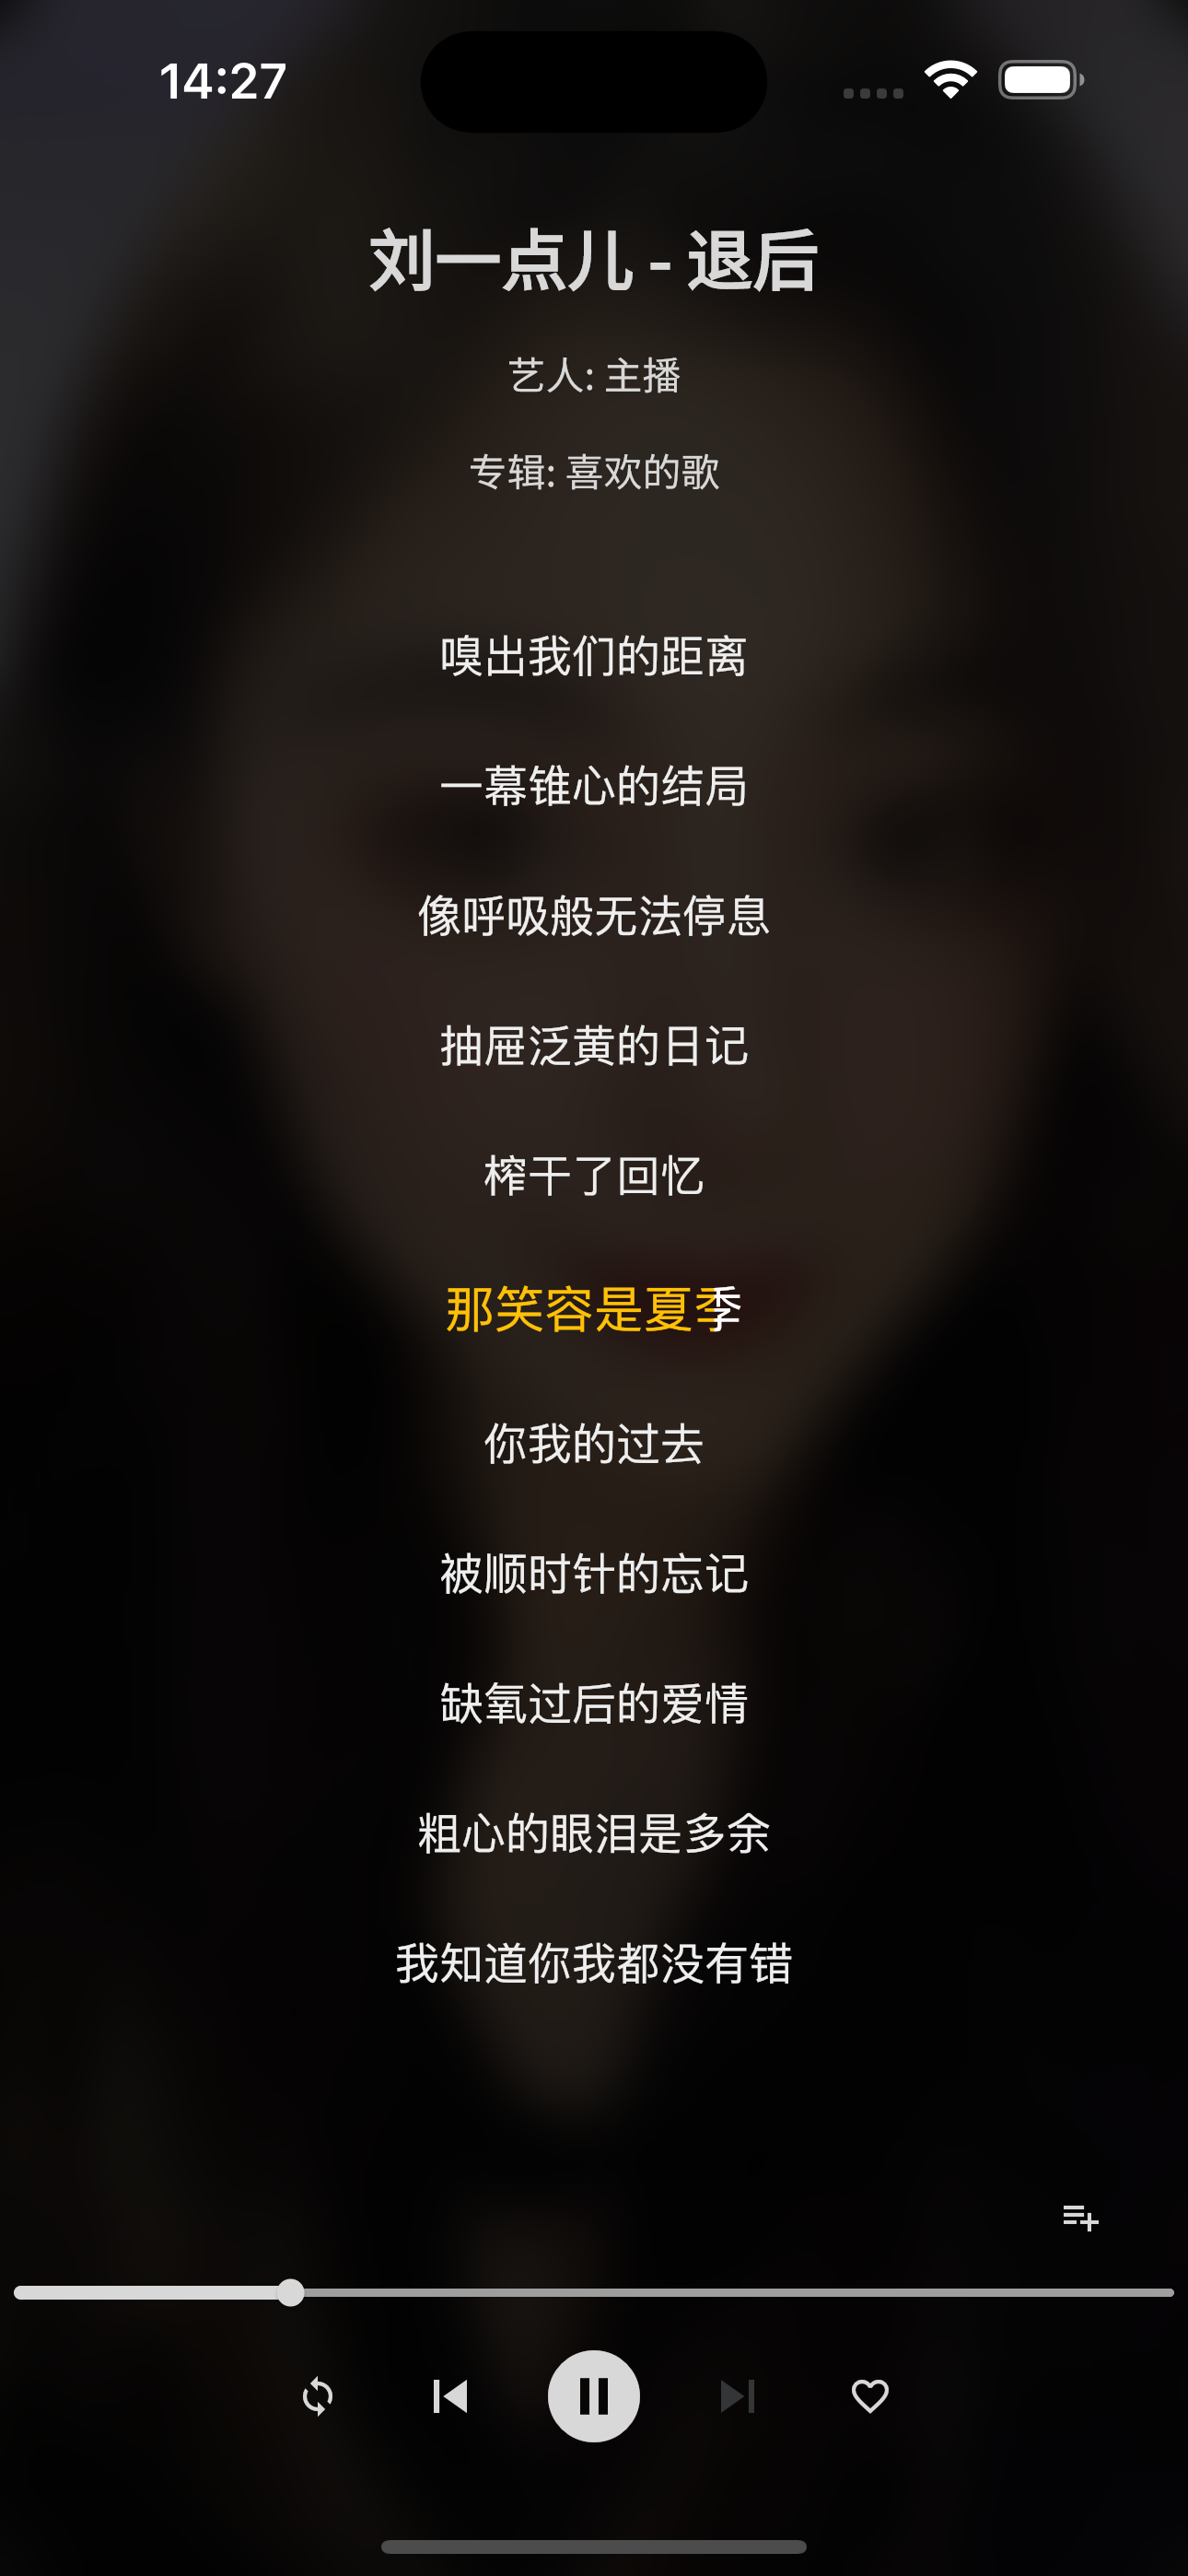 14:27
刘一点儿 - 退后
艺人: 主播
专辑: 喜欢的歌
嗅出我们的距离
一幕锥心的结局
像呼吸般无法停息
抽屉泛黄的日记
榨干了回忆
那笑容是夏季
你我的过去
被顺时针的忘记
缺氧过后的爱情
粗心的眼泪是多余
我知道你我都没有错